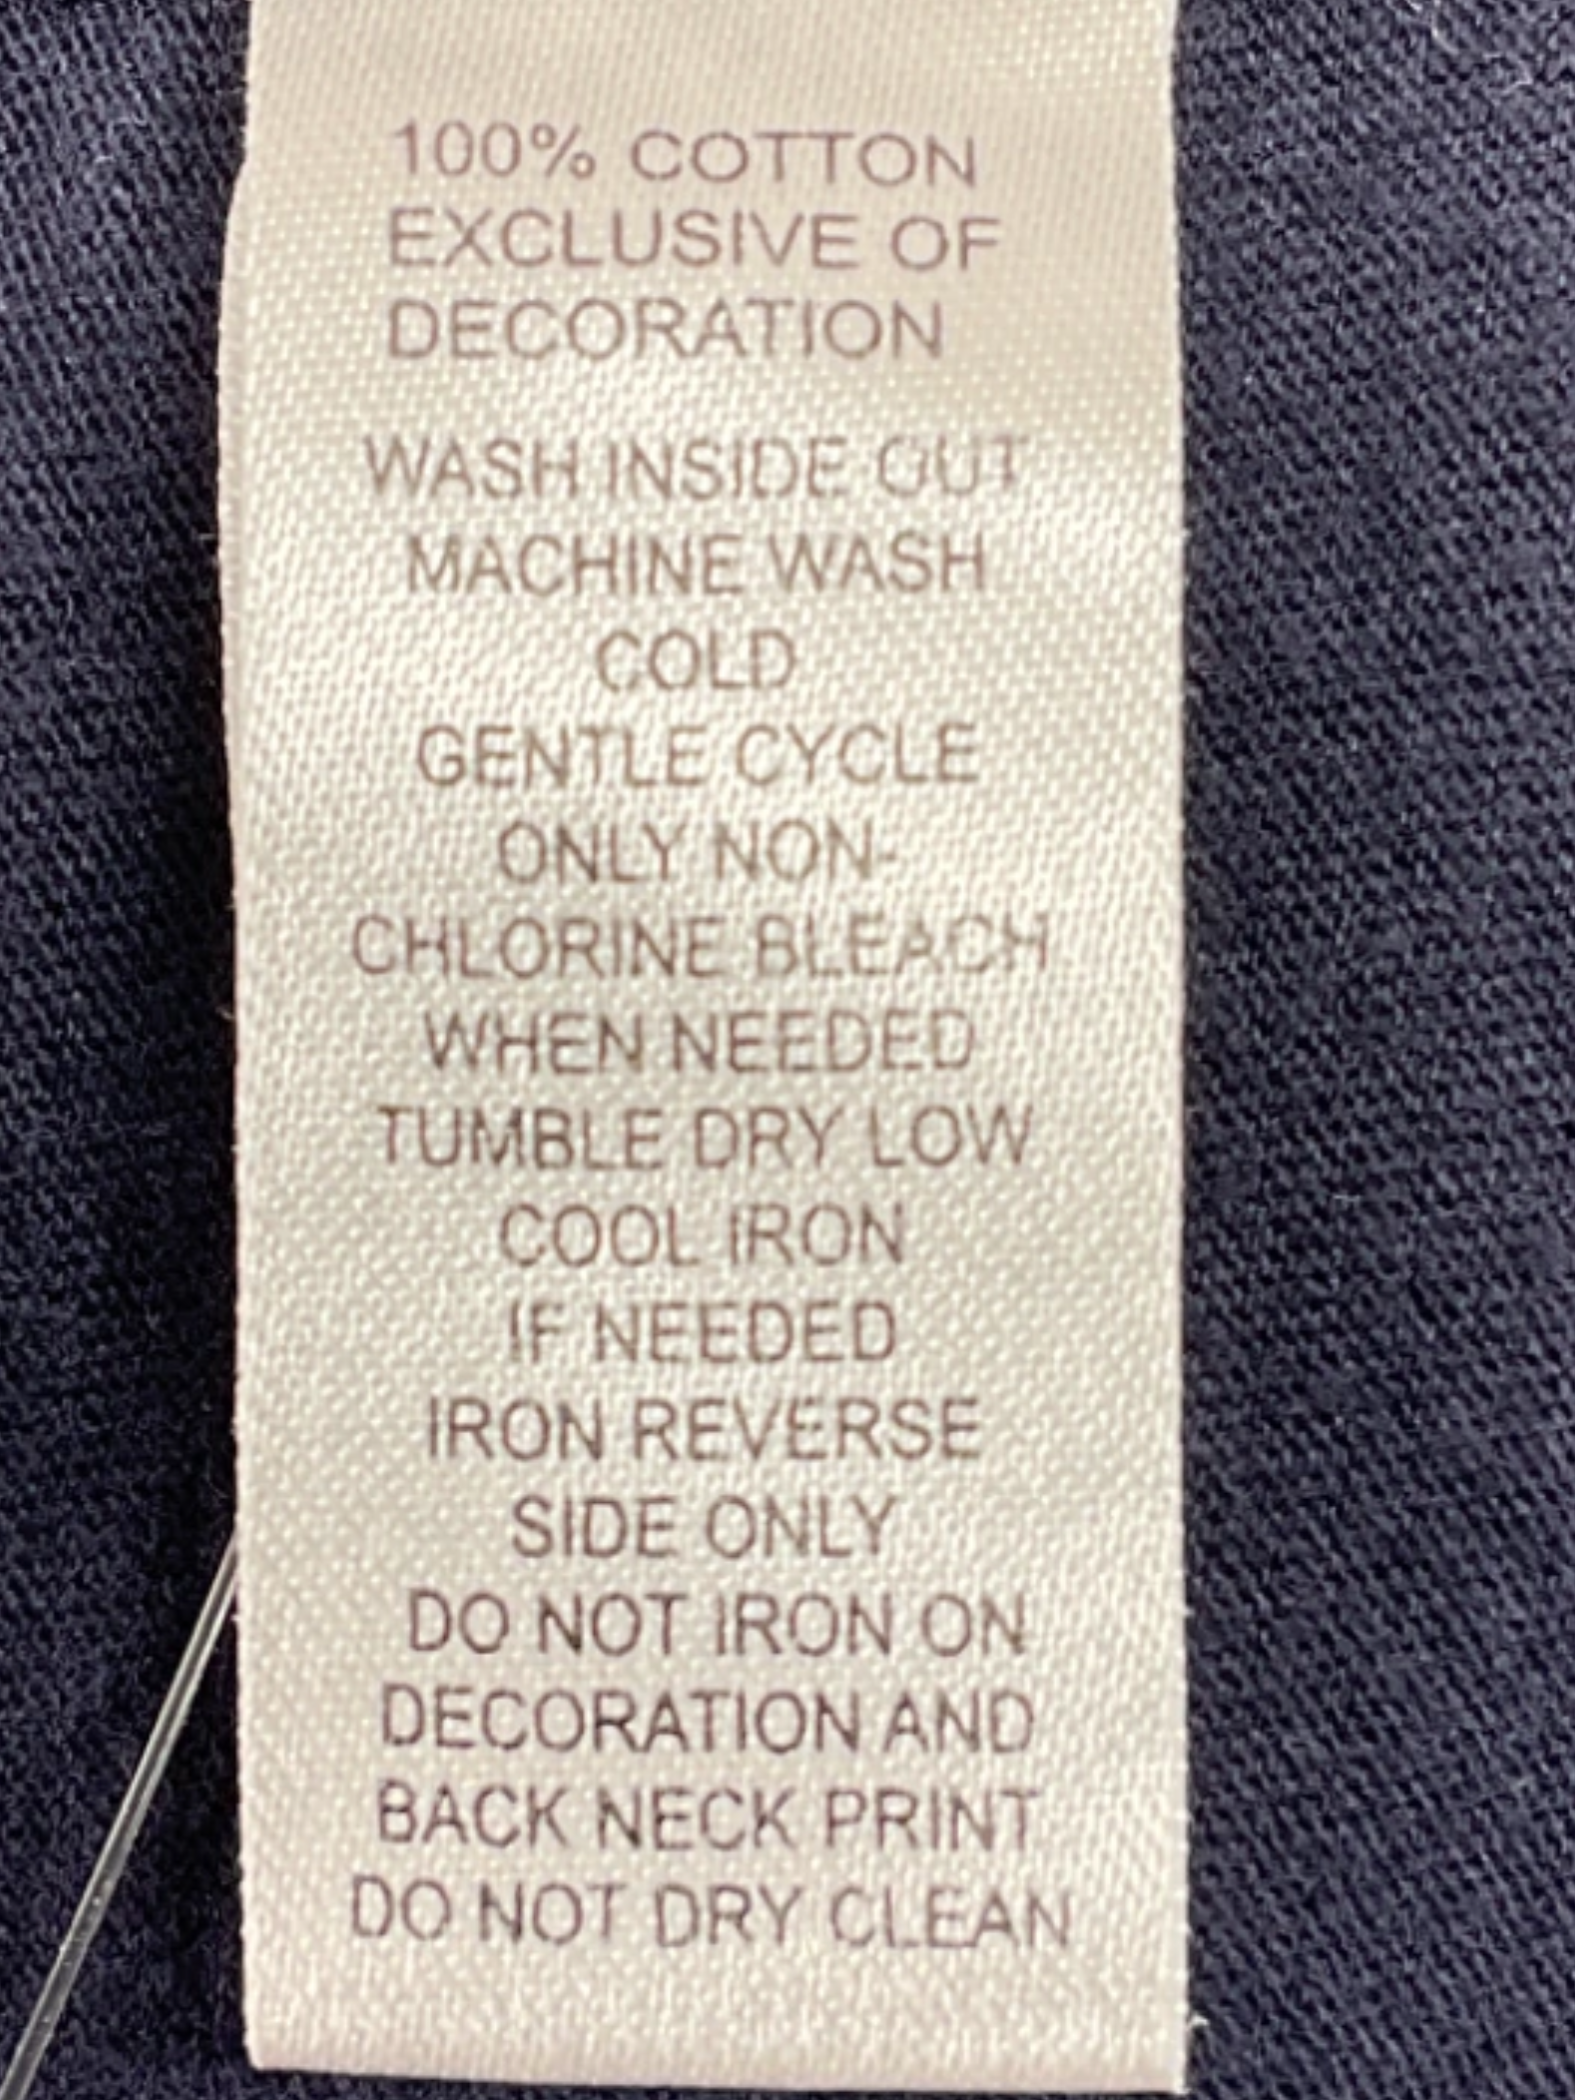 100% COTTON
EXCLUSIVE OF
DECORATION
WASH INSIDE OUT
MACHINE WASH
COLD
GENTLE CYCLE
ONLY NON-
CHLORINE BLEACH
WHEN NEEDED
TUMBLE DRY LOW
COOL IRON
IF NEEDED
IRON REVERSE
SIDE ONLY
DO NOT IRON ON
DECORATION AND
BACK NECK PRINT
DO NOT DRY CLEAN